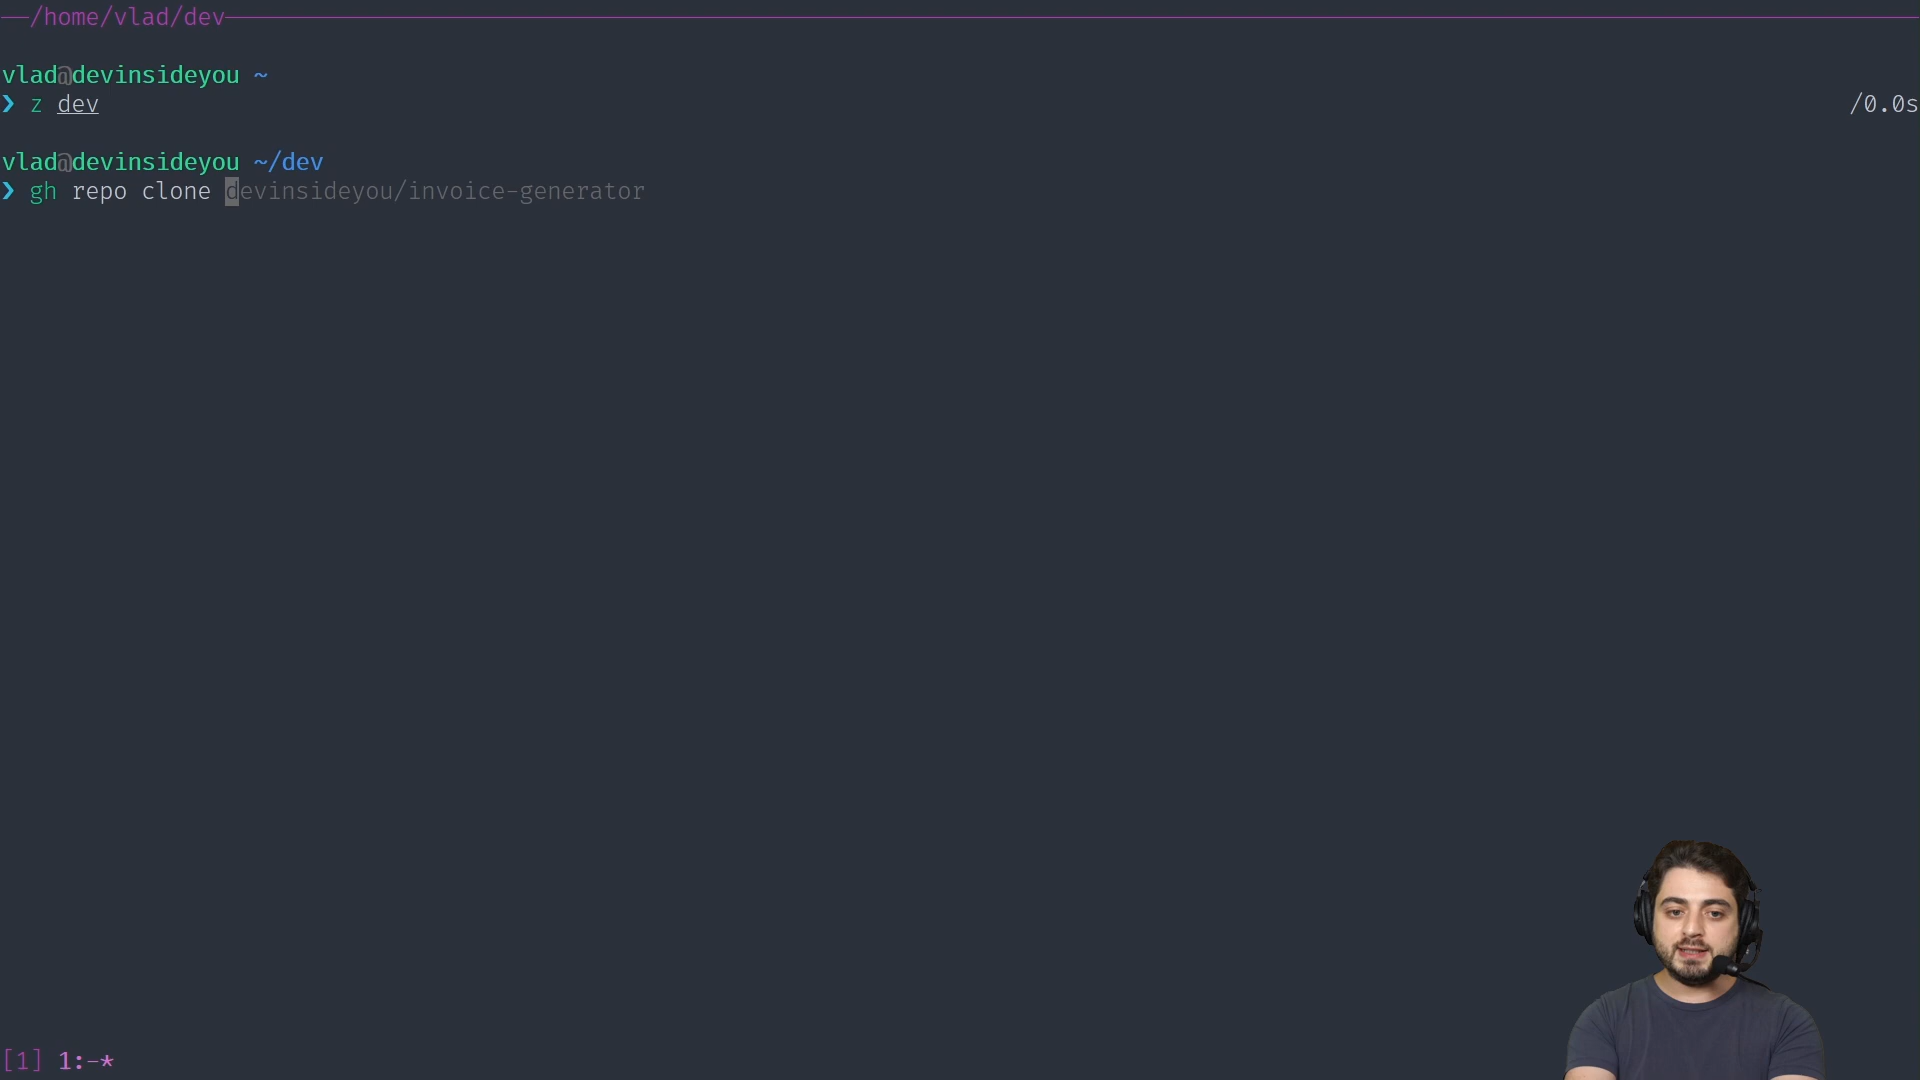 /home/vlad/dev
vlad@devinsideyou ~
❯ z dev /0.0s
vlad@devinsideyou ~/dev
❯ gh repo clone devinsideyou/invoice-generator
[1] 1:-*